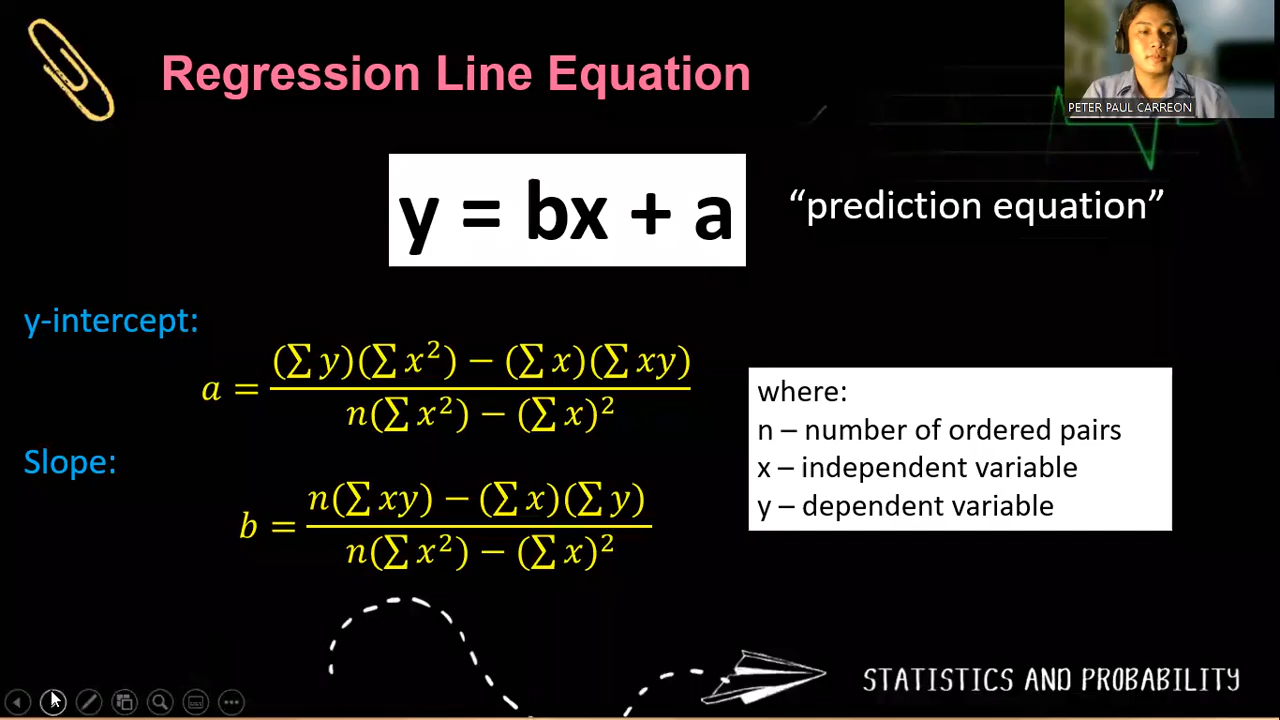 Regression Line Equation
PETER PAUL CARREON
y = bx + a
“prediction equation”
y-intercept:
a = (∑ y)(∑ x²) − (∑ x)(∑ xy) / n(∑ x²) − (∑ x)²
Slope:
b = n(∑ xy) − (∑ x)(∑ y) / n(∑ x²) − (∑ x)²
where:
n – number of ordered pairs
x – independent variable
y – dependent variable
STATISTICS AND PROBABILITY